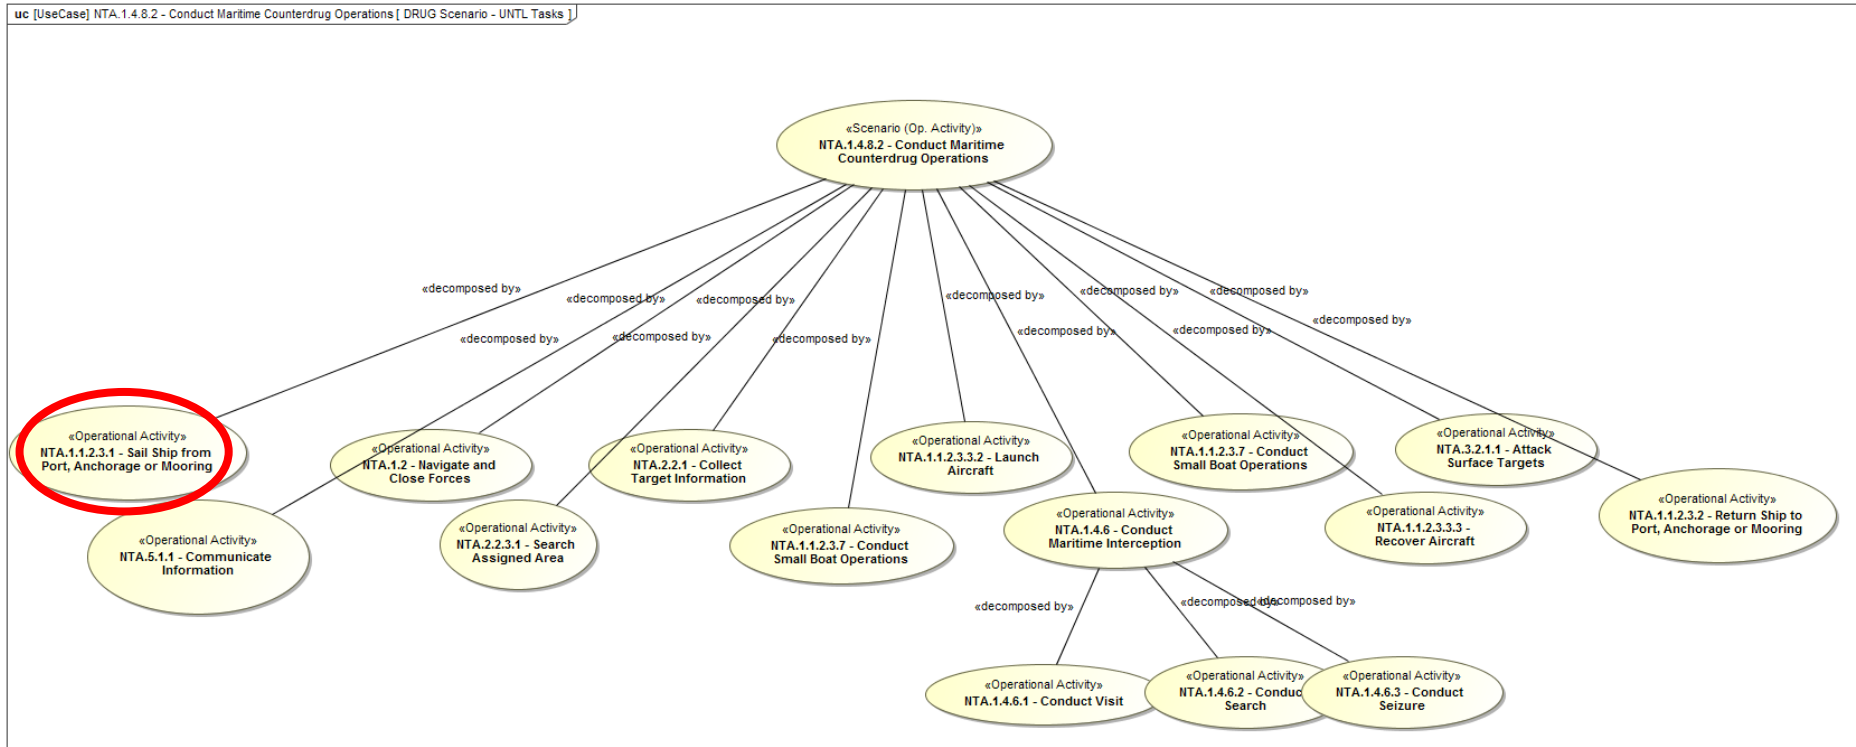 uc [UseCase] NTA.1.4.8.2 - Conduct Maritime Counterdrug Operations [ DRUG Scenario - UNTL Tasks ]
«Scenario (Op. Activity)»
NTA.1.4.8.2 - Conduct Maritime
Counterdrug Operations
«decomposed by»
«decomposed by»
«decomposed by»
«decomposed by»
«decomposed by»
«decomposed by»
«decomposed by»
«decomposed by»
«decomposed by»
«decomposed by»
«decomposed by»
«decomposed by»
«Operational Activity»
NTA.1.1.2.3.1 - Sail Ship from
Port, Anchorage or Mooring
«Operational Activity»
NTA.1.2 - Navigate and
Close Forces
«Operational Activity»
NTA.2.2.1 - Collect
Target Information
«Operational Activity»
NTA.1.1.2.3.3.2 - Launch
Aircraft
«Operational Activity»
NTA.1.1.2.3.7 - Conduct
Small Boat Operations
«Operational Activity»
NTA.3.2.1.1 - Attack
Surface Targets
«Operational Activity»
NTA.5.1.1 - Communicate
Information
«Operational Activity»
NTA.2.2.3.1 - Search
Assigned Area
«Operational Activity»
NTA.1.1.2.3.7 - Conduct
Small Boat Operations
«Operational Activity»
NTA.1.4.6 - Conduct
Maritime Interception
«Operational Activity»
NTA.1.1.2.3.3.3 -
Recover Aircraft
«Operational Activity»
NTA.1.1.2.3.2 - Return Ship to
Port, Anchorage or Mooring
«decomposed by»
«decomposed by»
«decomposed by»
«Operational Activity»
NTA.1.4.6.1 - Conduct Visit
«Operational Activity»
NTA.1.4.6.2 - Conduc
Search
«Operational Activity»
NTA.1.4.6.3 - Conduct
Seizure